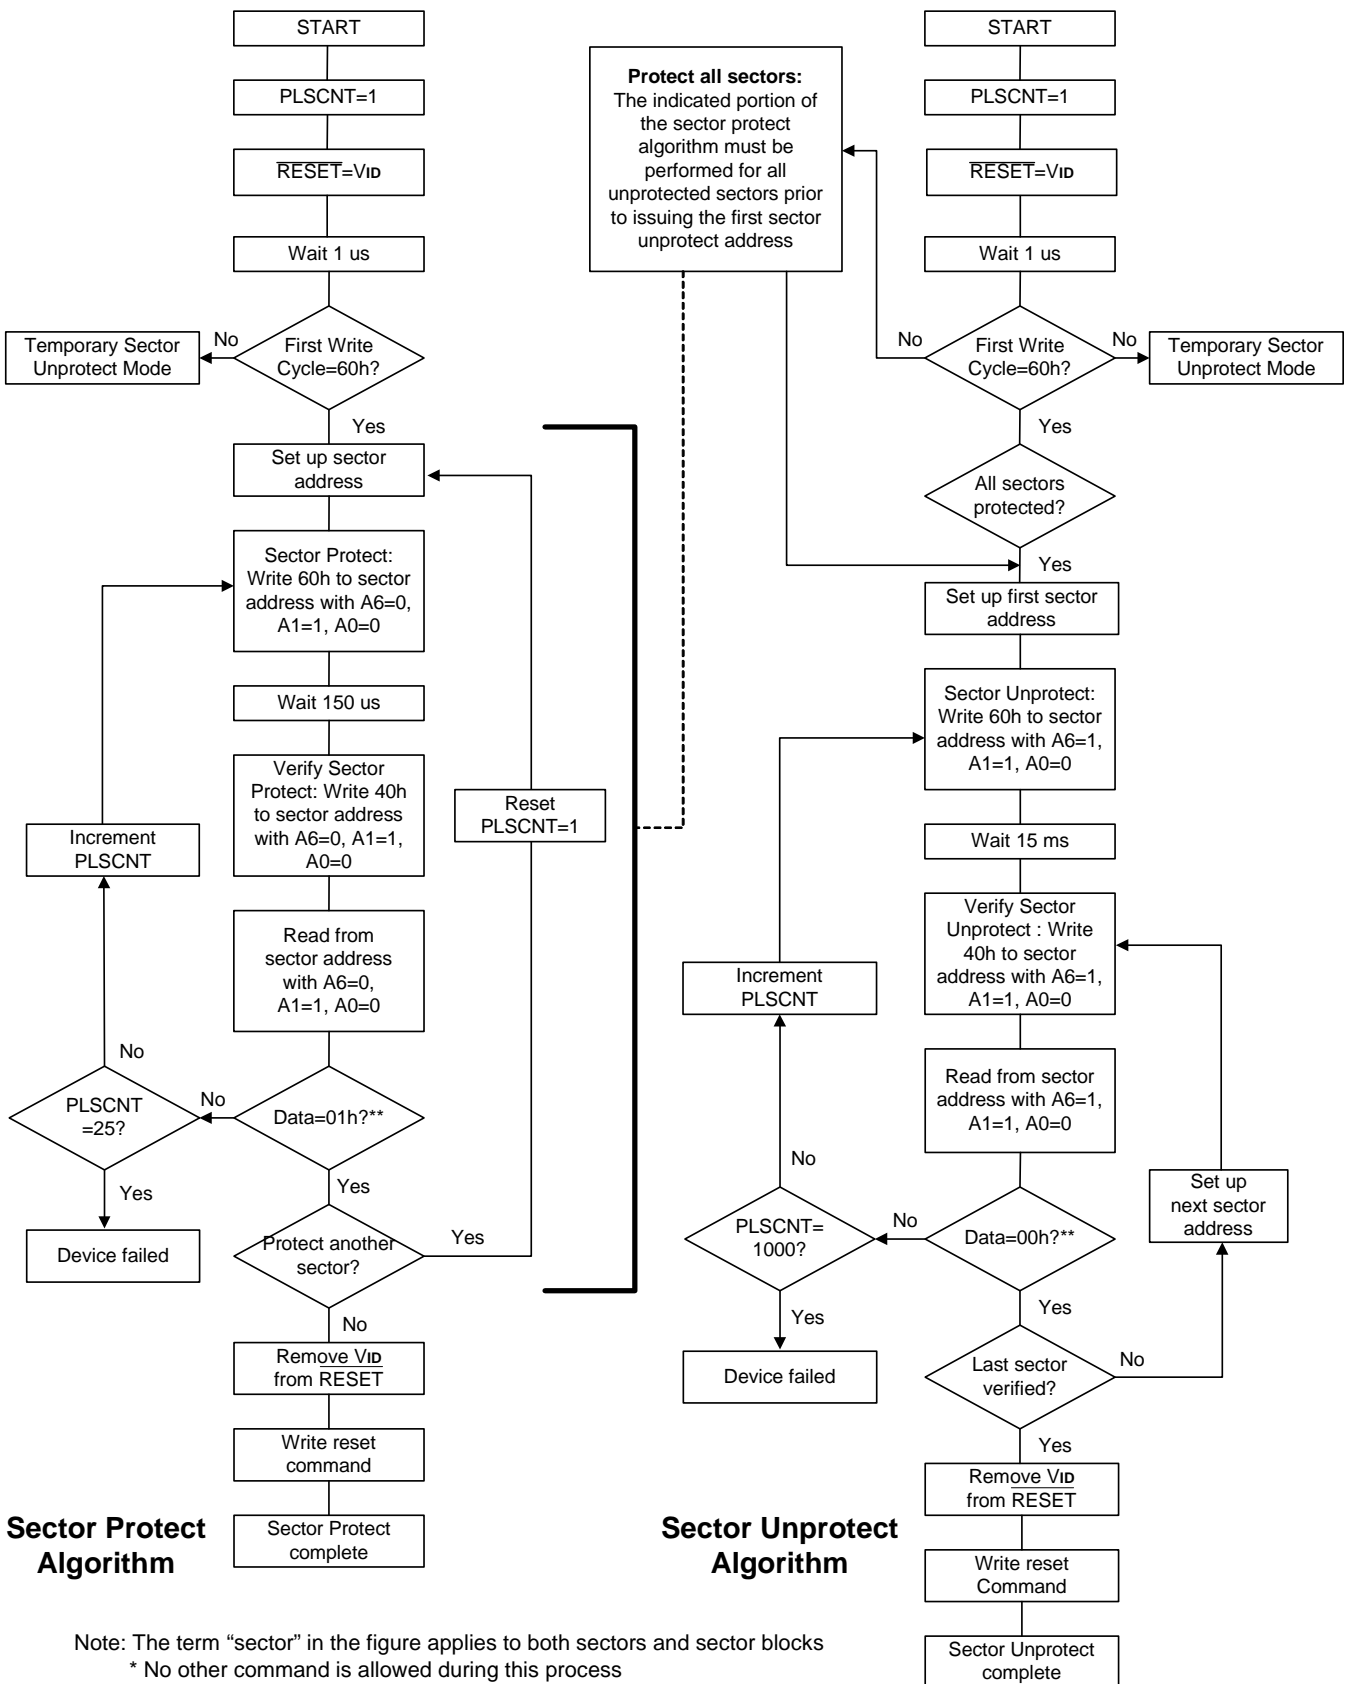 START
PLSCNT=1
RESET=VID
Wait 1 us
First Write
Cycle=60h?
No
Temporary Sector
Unprotect Mode
Yes
Set up sector
address
Sector Protect:
Write 60h to sector
address with A6=0,
A1=1, A0=0
Wait 150 us
Verify Sector
Protect: Write 40h
to sector address
with A6=0, A1=1,
A0=0
Reset
PLSCNT=1
Increment
PLSCNT
Read from
sector address
with A6=0,
A1=1, A0=0
No
PLSCNT
=25?
No
Data=01h?**
Yes
Device failed
Yes
Protect another
sector?
Yes
No
Remove VID
from RESET
Write reset
command
Sector Protect
complete
Sector Protect
Algorithm
Protect all sectors:
The indicated portion of
the sector protect
algorithm must be
performed for all
unprotected sectors prior
to issuing the first sector
unprotect address
START
PLSCNT=1
RESET=VID
Wait 1 us
No
First Write
Cycle=60h?
No
Temporary Sector
Unprotect Mode
Yes
All sectors
protected?
Yes
Set up first sector
address
Sector Unprotect:
Write 60h to sector
address with A6=1,
A1=1, A0=0
Wait 15 ms
Verify Sector
Unprotect : Write
40h to sector
address with A6=1,
A1=1, A0=0
Increment
PLSCNT
Read from sector
address with A6=1,
A1=1, A0=0
No
PLSCNT=
1000?
No
Data=00h?**
Set up
next sector
address
Yes
Device failed
Yes
Last sector
verified?
No
Yes
Remove VID
from RESET
Write reset
Command
Sector Unprotect
complete
Sector Unprotect
Algorithm
Note: The term “sector” in the figure applies to both sectors and sector blocks
* No other command is allowed during this process